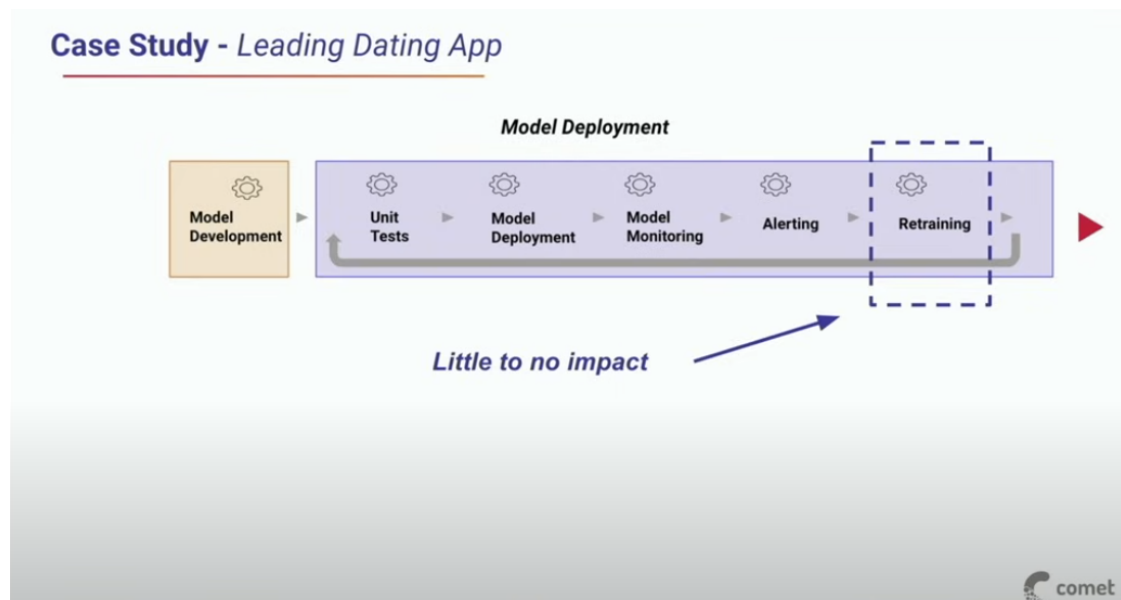 Case Study - Leading Dating App
Model Deployment
Model
Development
Unit
Tests
Model
Deployment
Model
Monitoring
Alerting
Retraining
Little to no impact
comet